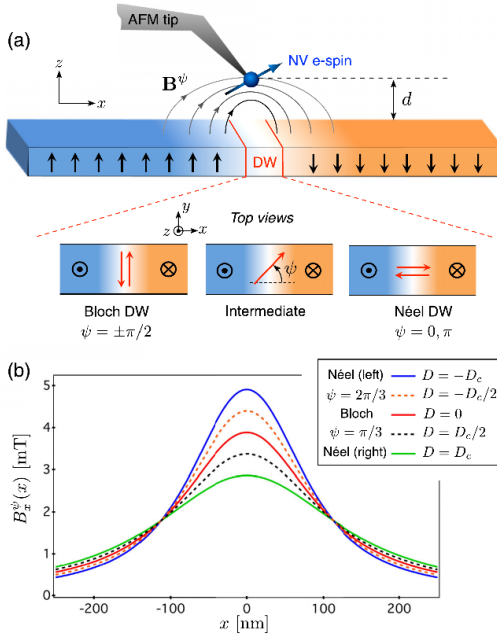 (a)
AFM tip
NV e-spin
B^ψ
z
x
d
DW
y
z
x
Top views
ψ
Bloch DW
Intermediate
Néel DW
ψ = ±π/2
ψ = 0, π
(b)
Néel (left) D = −D_c
ψ = 2π/3 D = −D_c/2
Bloch D = 0
ψ = π/3 D = D_c/2
Néel (right) D = D_c
B_x^ψ(x) [mT]
5
4
3
2
1
0
-200 -100 0 100 200
x [nm]